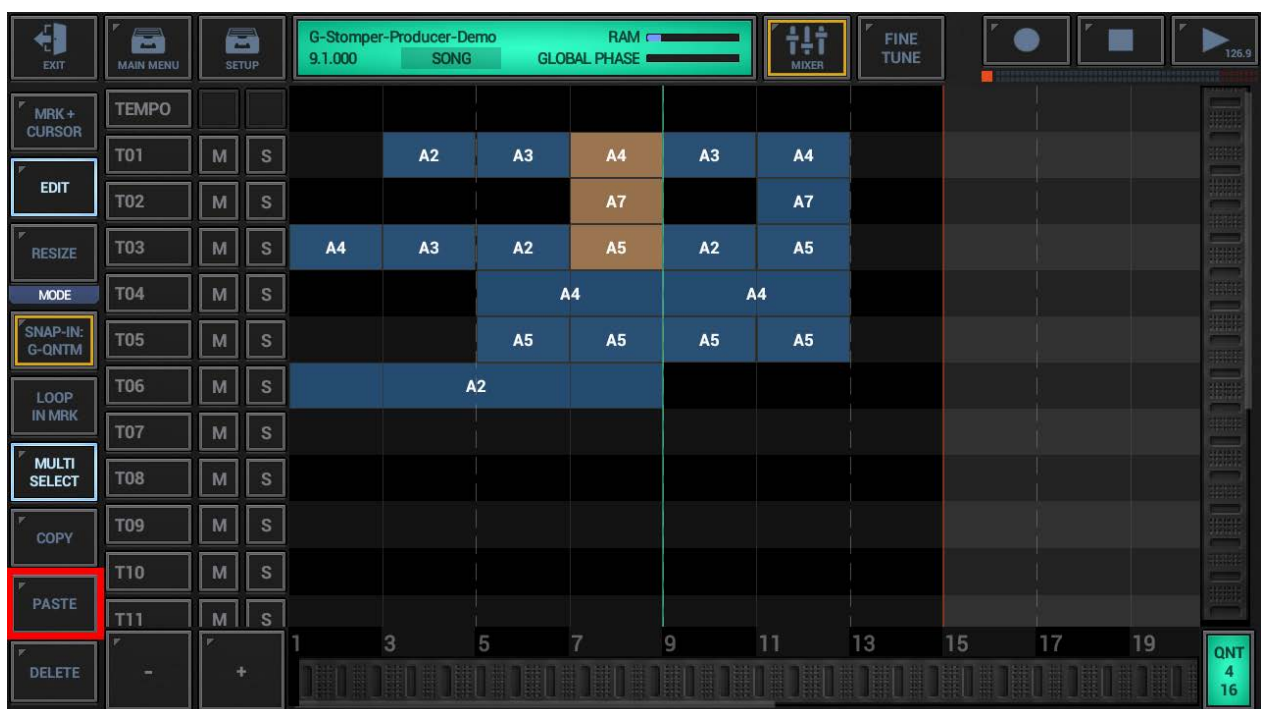 EXIT
MAIN MENU
SETUP
G-Stomper-Producer-Demo RAM
9.1.000 SONG GLOBAL PHASE
MIXER
FINE
TUNE
126.9
MRK +
CURSOR
EDIT
RESIZE
MODE
SNAP-IN:
G-QNTM
LOOP
IN MRK
MULTI
SELECT
COPY
PASTE
DELETE
TEMPO
T01 M S A2 A3 A4 A3 A4
T02 M S A7 A7
T03 M S A4 A3 A2 A5 A2 A5
T04 M S A4 A4
T05 M S A5 A5 A5 A5
T06 M S A2
T07 M S
T08 M S
T09 M S
T10 M S
T11 M S
- +
1 3 5 7 9 11 13 15 17 19
QNT
4
16